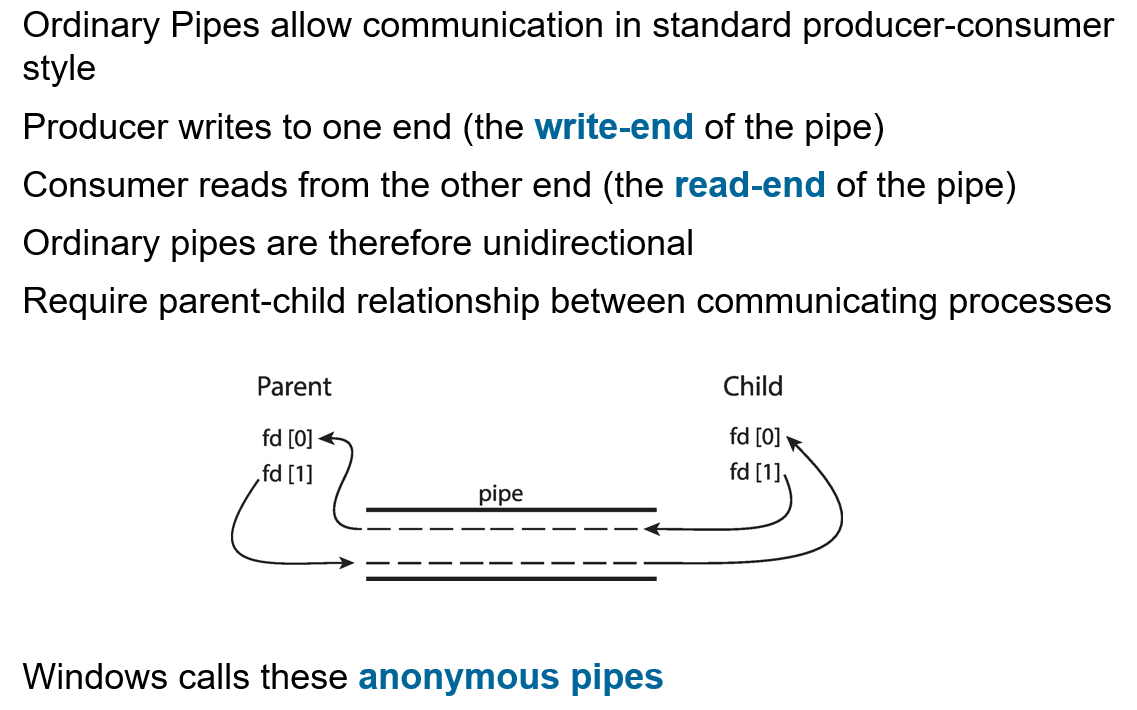 Ordinary Pipes allow communication in standard producer-consumer
style
Producer writes to one end (the write-end of the pipe)
Consumer reads from the other end (the read-end of the pipe)
Ordinary pipes are therefore unidirectional
Require parent-child relationship between communicating processes
Parent
Child
fd [0]
fd [0]
fd [1]
fd [1]
pipe
Windows calls these anonymous pipes